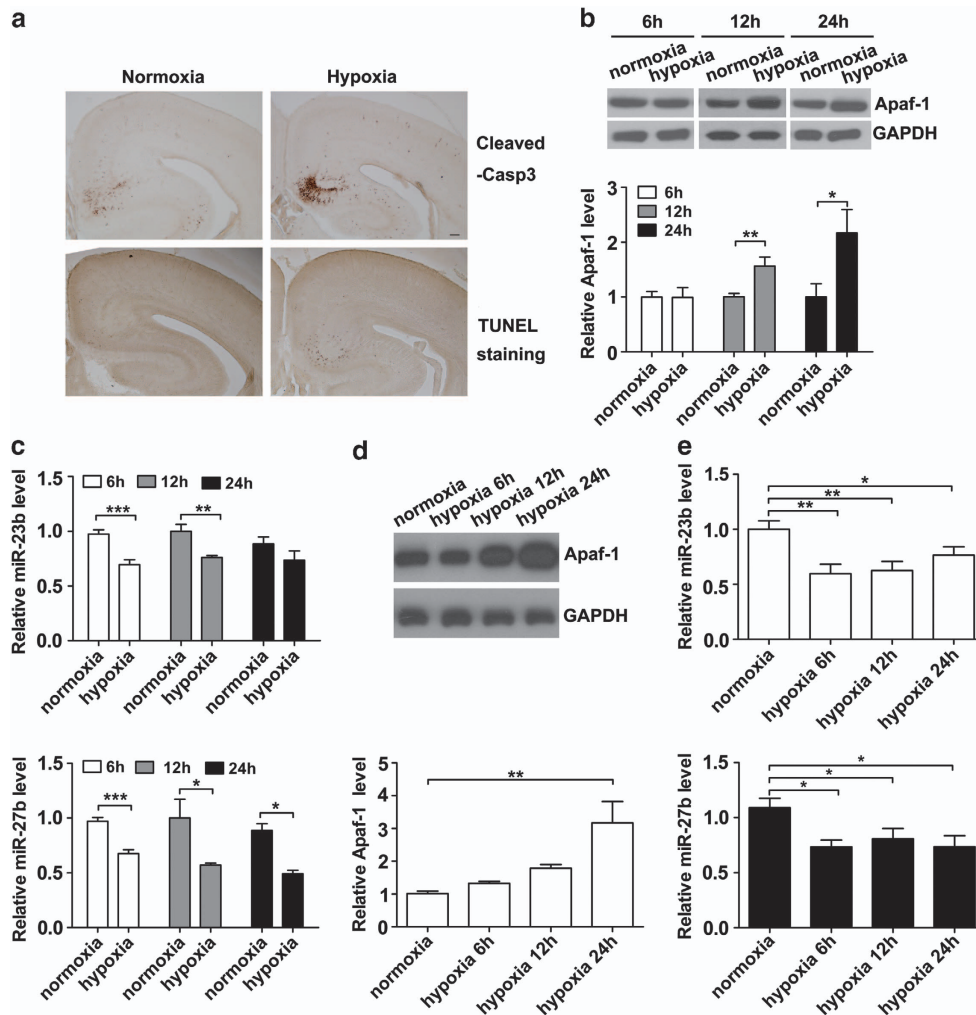 a
Normoxia
Hypoxia
Cleaved
-Casp3
TUNEL
staining
b
6h
12h
24h
normoxia
hypoxia
normoxia
hypoxia
normoxia
hypoxia
Apaf-1
GAPDH
Relative Apaf-1 level
3
2
1
0
6h
12h
24h
**
*
normoxia
hypoxia
normoxia
hypoxia
normoxia
hypoxia
c
Relative miR-23b level
1.5
1.0
0.5
0.0
6h
12h
24h
***
**
normoxia
hypoxia
normoxia
hypoxia
normoxia
hypoxia
Relative miR-27b level
1.5
1.0
0.5
0.0
6h
12h
24h
***
*
*
normoxia
hypoxia
normoxia
hypoxia
normoxia
hypoxia
d
normoxia
hypoxia 6h
hypoxia 12h
hypoxia 24h
Apaf-1
GAPDH
Relative Apaf-1 level
5
4
3
2
1
0
**
normoxia
hypoxia 6h
hypoxia 12h
hypoxia 24h
e
Relative miR-23b level
1.5
1.0
0.5
0.0
*
**
**
normoxia
hypoxia 6h
hypoxia 12h
hypoxia 24h
Relative miR-27b level
1.5
1.0
0.5
0.0
*
*
*
normoxia
hypoxia 6h
hypoxia 12h
hypoxia 24h